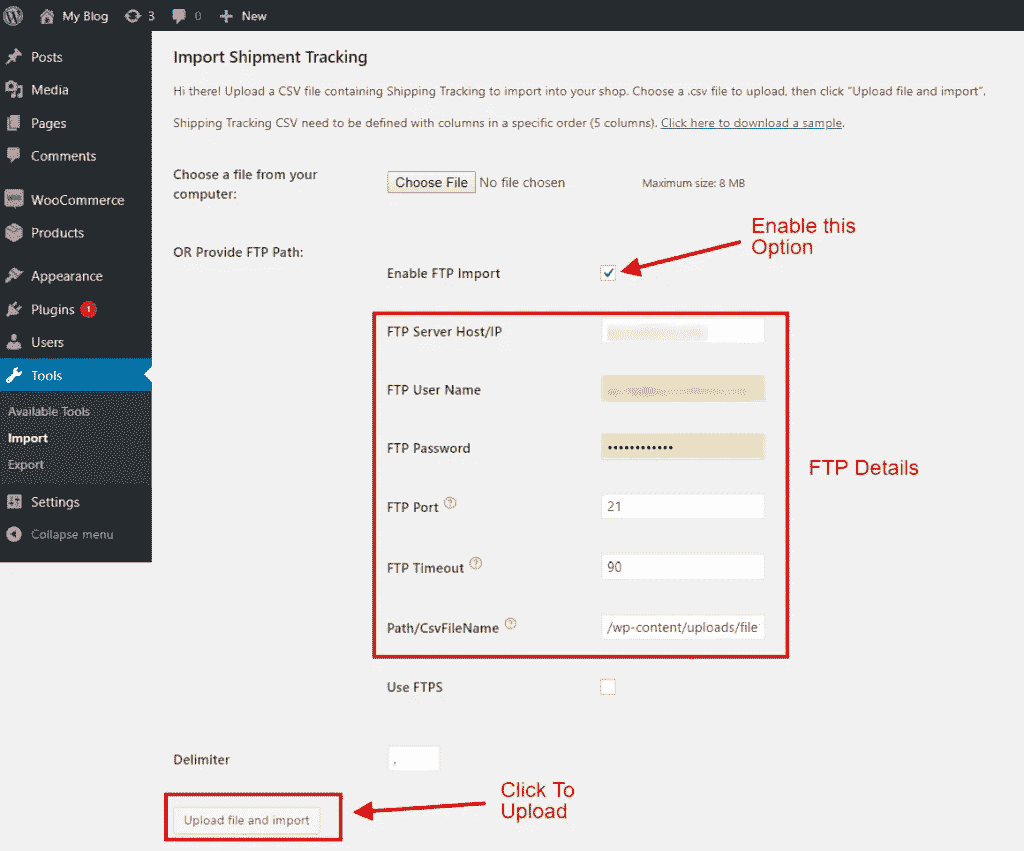 My Blog 3 0 + New
Posts
Media
Pages
Comments
WooCommerce
Products
Appearance
Plugins 1
Users
Tools
Available Tools
Import
Export
Settings
Collapse menu
Import Shipment Tracking
Hi there! Upload a CSV file containing Shipping Tracking to import into your shop. Choose a .csv file to upload, then click "Upload file and import".
Shipping Tracking CSV need to be defined with columns in a specific order (5 columns). Click here to download a sample.
Choose a file from your
computer:
Choose File No file chosen Maximum size: 8 MB
Enable this
Option
OR Provide FTP Path:
Enable FTP Import
FTP Server Host/IP
FTP User Name
FTP Password ••••••••••••
FTP Details
FTP Port ? 21
FTP Timeout ? 90
Path/CsvFileName ? /wp-content/uploads/file
Use FTPS
Delimiter ,
Click To
Upload
Upload file and import